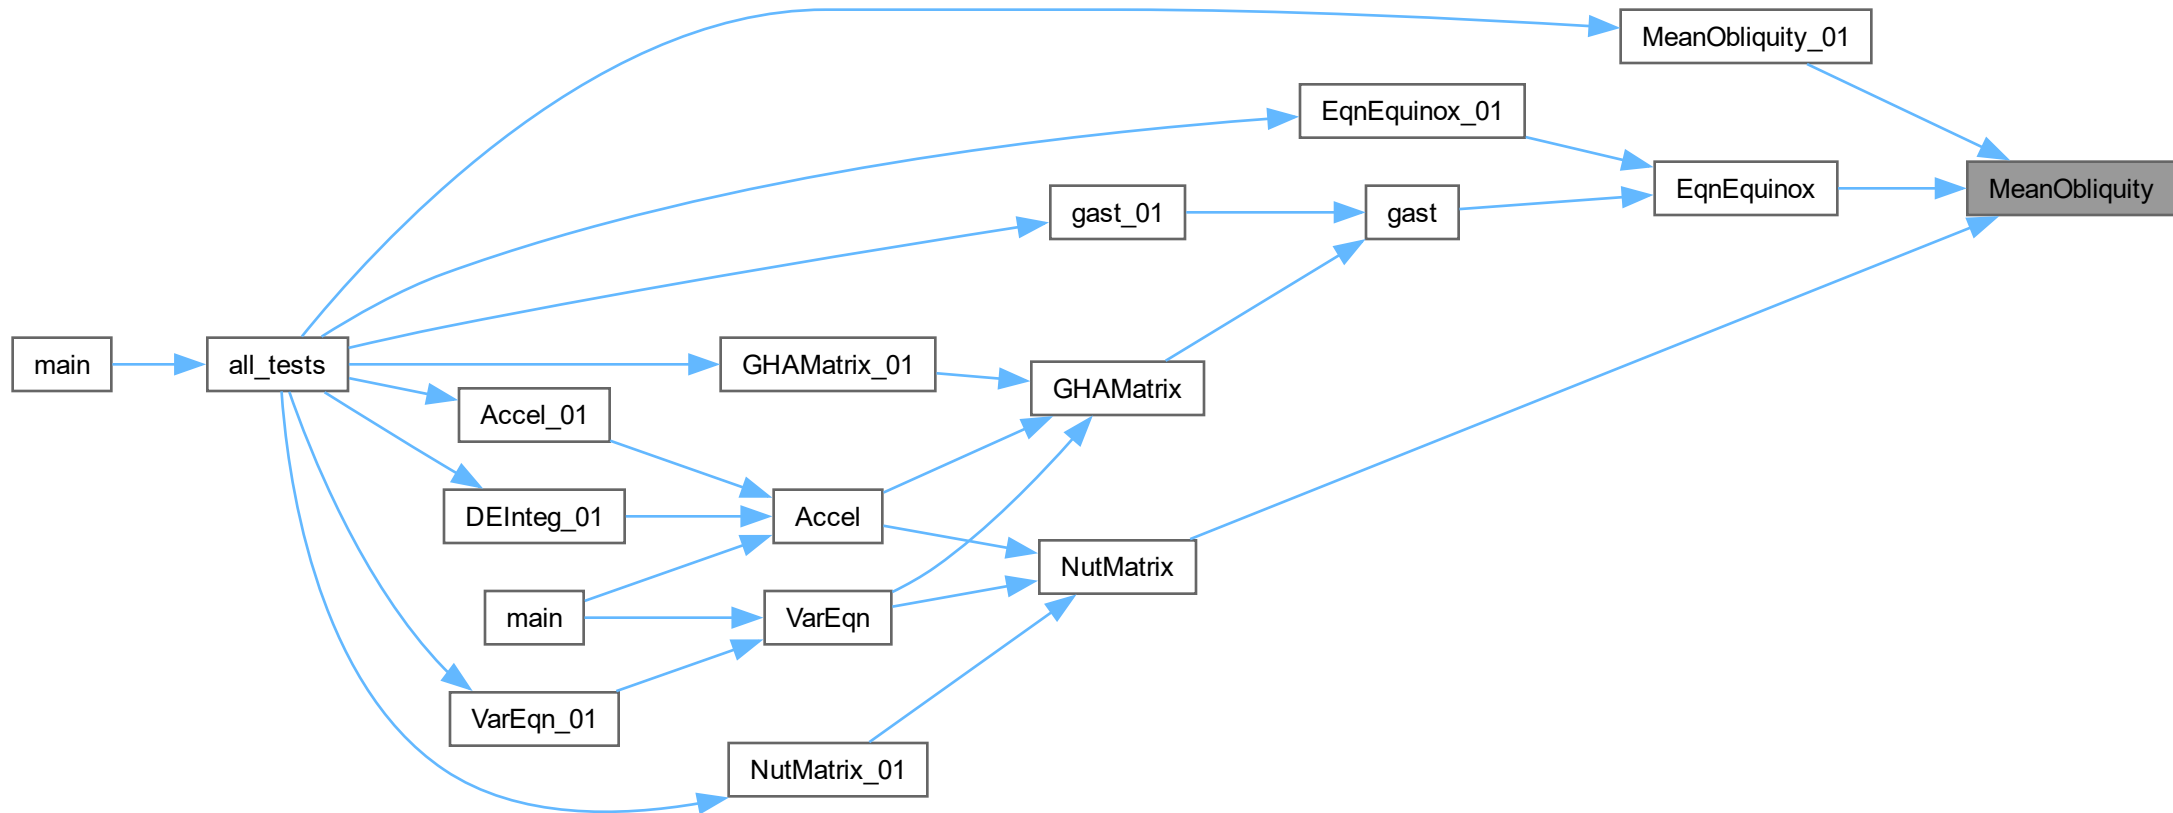 MeanObliquity_01
EqnEquinox_01
EqnEquinox
MeanObliquity
gast_01
gast
main
all_tests
GHAMatrix_01
GHAMatrix
Accel_01
DEInteg_01
Accel
NutMatrix
main
VarEqn
VarEqn_01
NutMatrix_01